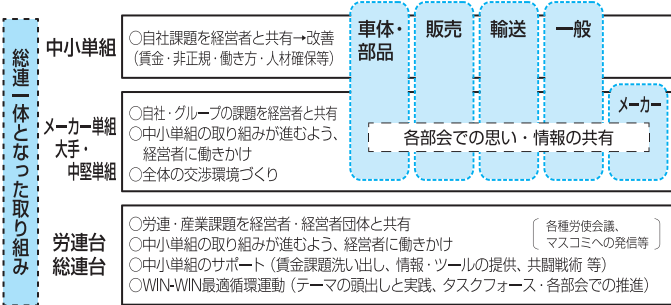 総連一体となった取り組み
中小単組
○自社課題を経営者と共有→改善
（賃金・非正規・働き方・人材確保等）
車体・
部品
販売
輸送
一般
メーカー
メーカー単組
大手・
中堅単組
○自社・グループの課題を経営者と共有
○中小単組の取り組みが進むよう、
経営者に働きかけ
○全体の交渉環境づくり
各部会での思い・情報の共有
労連台
総連台
○労連・産業課題を経営者・経営者団体と共有
○中小単組の取り組みが進むよう、経営者に働きかけ
○中小単組のサポート（賃金課題洗い出し、情報・ツールの提供、共闘戦術 等）
○WIN-WIN最適循環運動（テーマの頭出しと実践、タスクフォース・各部会での推進）
各種労使会議、
マスコミへの発信等